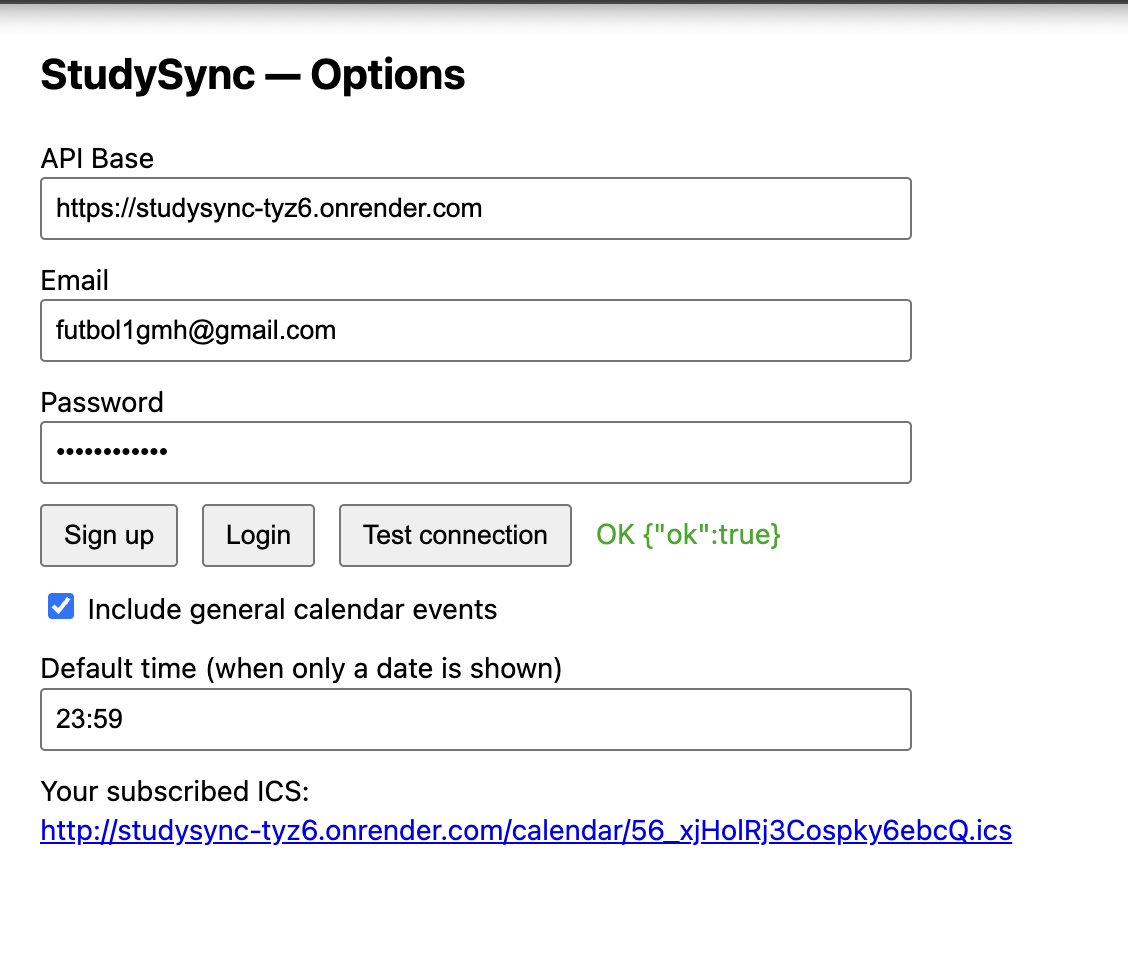 StudySync — Options
API Base
https://studysync-tyz6.onrender.com
Email
futbol1gmh@gmail.com
Password
••••••••••••
Sign up Login Test connection OK {"ok":true}
Include general calendar events
Default time (when only a date is shown)
23:59
Your subscribed ICS:
http://studysync-tyz6.onrender.com/calendar/56_xjHolRj3Cospky6ebcQ.ics